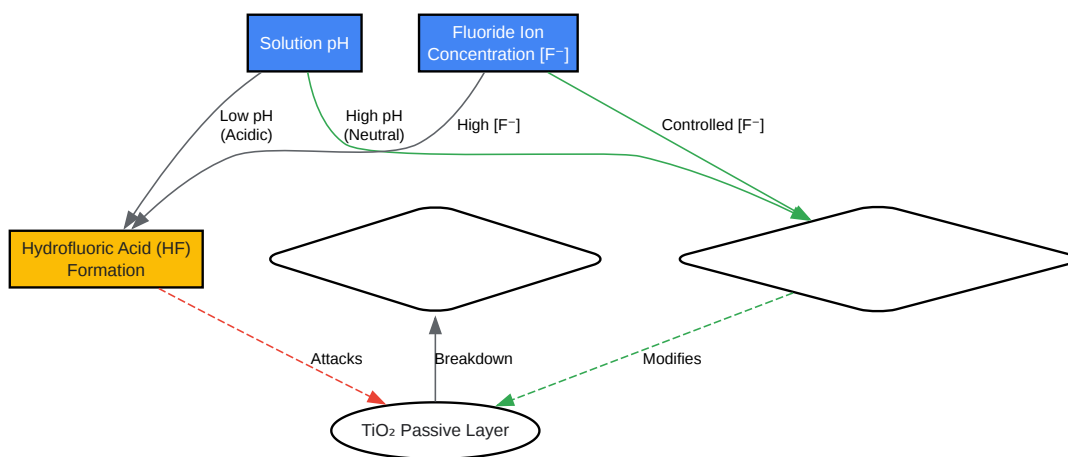 Solution pH
Fluoride Ion
Concentration [F⁻]
Low pH
(Acidic)
High pH
(Neutral)
High [F⁻]
Controlled [F⁻]
Hydrofluoric Acid (HF)
Formation
Attacks
Breakdown
Modifies
TiO₂ Passive Layer